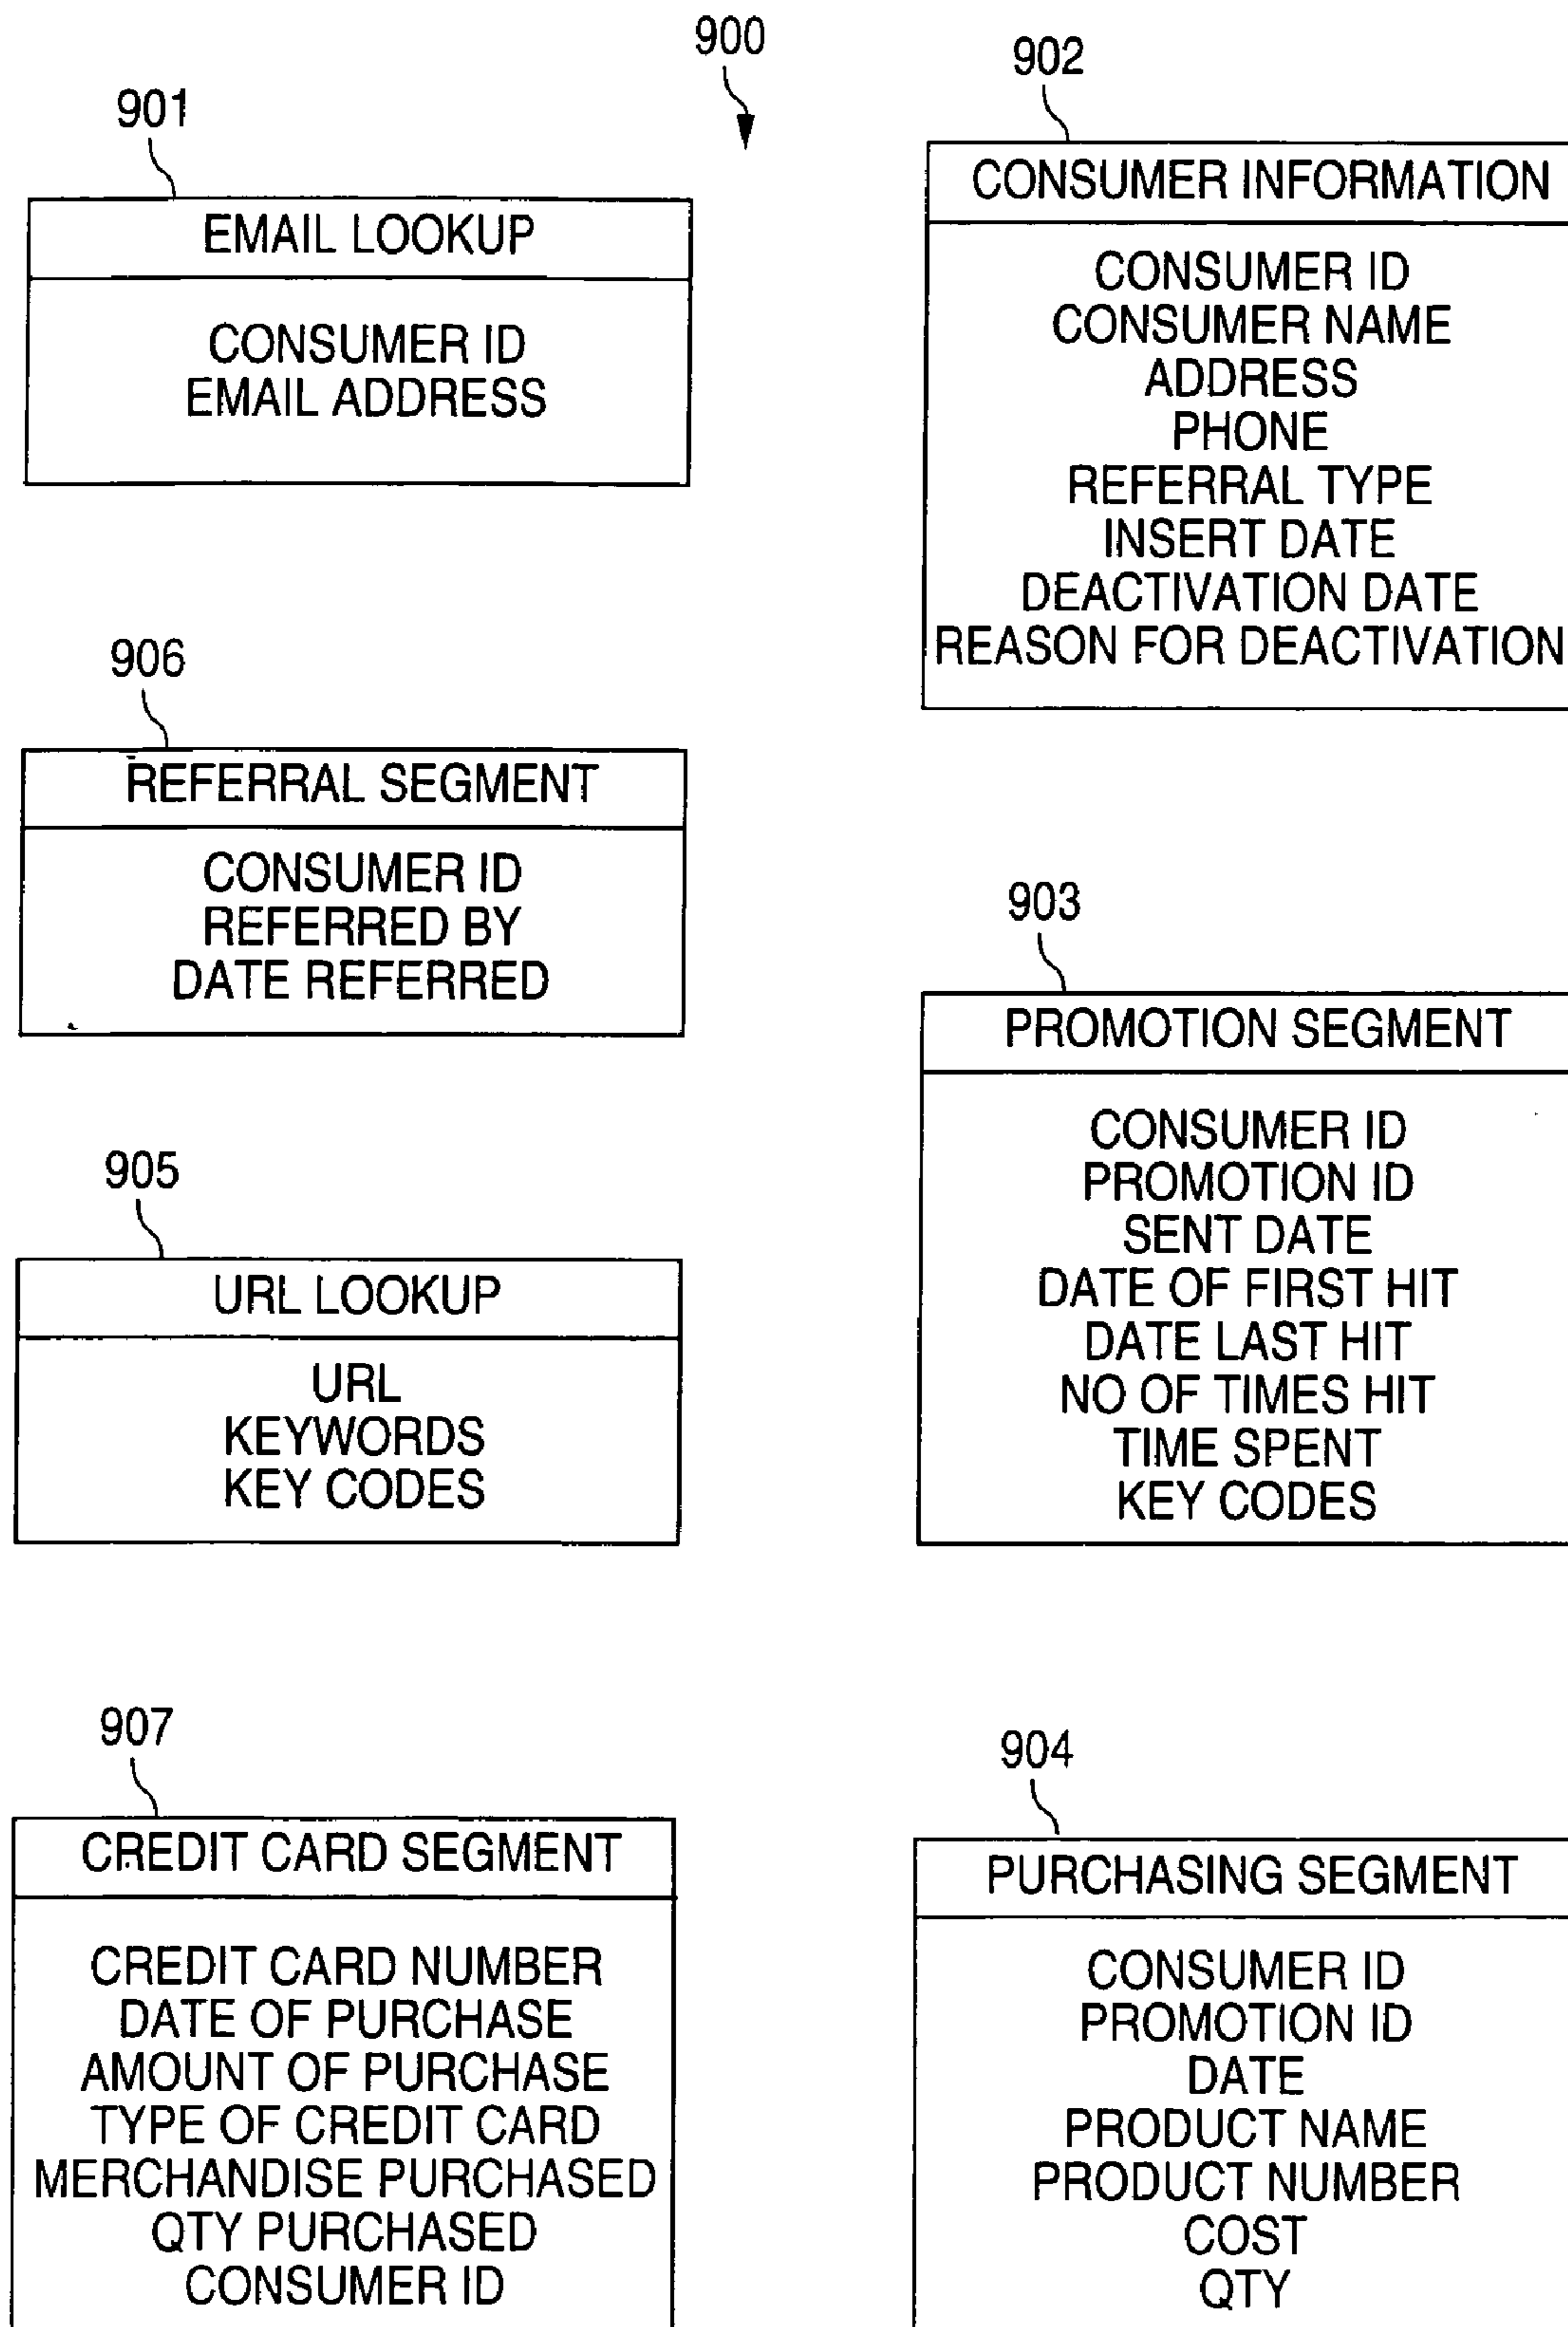 900
901
EMAIL LOOKUP
CONSUMER ID
EMAIL ADDRESS
902
CONSUMER INFORMATION
CONSUMER ID
CONSUMER NAME
ADDRESS
PHONE
REFERRAL TYPE
INSERT DATE
DEACTIVATION DATE
REASON FOR DEACTIVATION
906
REFERRAL SEGMENT
CONSUMER ID
REFERRED BY
DATE REFERRED
903
PROMOTION SEGMENT
CONSUMER ID
PROMOTION ID
SENT DATE
DATE OF FIRST HIT
DATE LAST HIT
NO OF TIMES HIT
TIME SPENT
KEY CODES
905
URL LOOKUP
URL
KEYWORDS
KEY CODES
907
CREDIT CARD SEGMENT
CREDIT CARD NUMBER
DATE OF PURCHASE
AMOUNT OF PURCHASE
TYPE OF CREDIT CARD
MERCHANDISE PURCHASED
QTY PURCHASED
CONSUMER ID
904
PURCHASING SEGMENT
CONSUMER ID
PROMOTION ID
DATE
PRODUCT NAME
PRODUCT NUMBER
COST
QTY